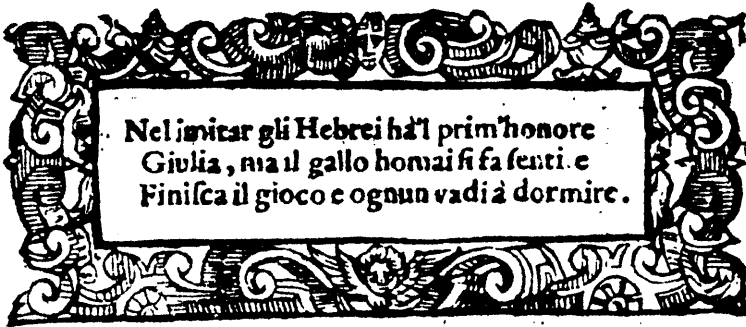 Nel imitar gli Hebrei ha'l prim'honore
Giulia, ma il gallo homai ſi fa ſentire
Finiſca il gioco e ognun vadi à dormire.